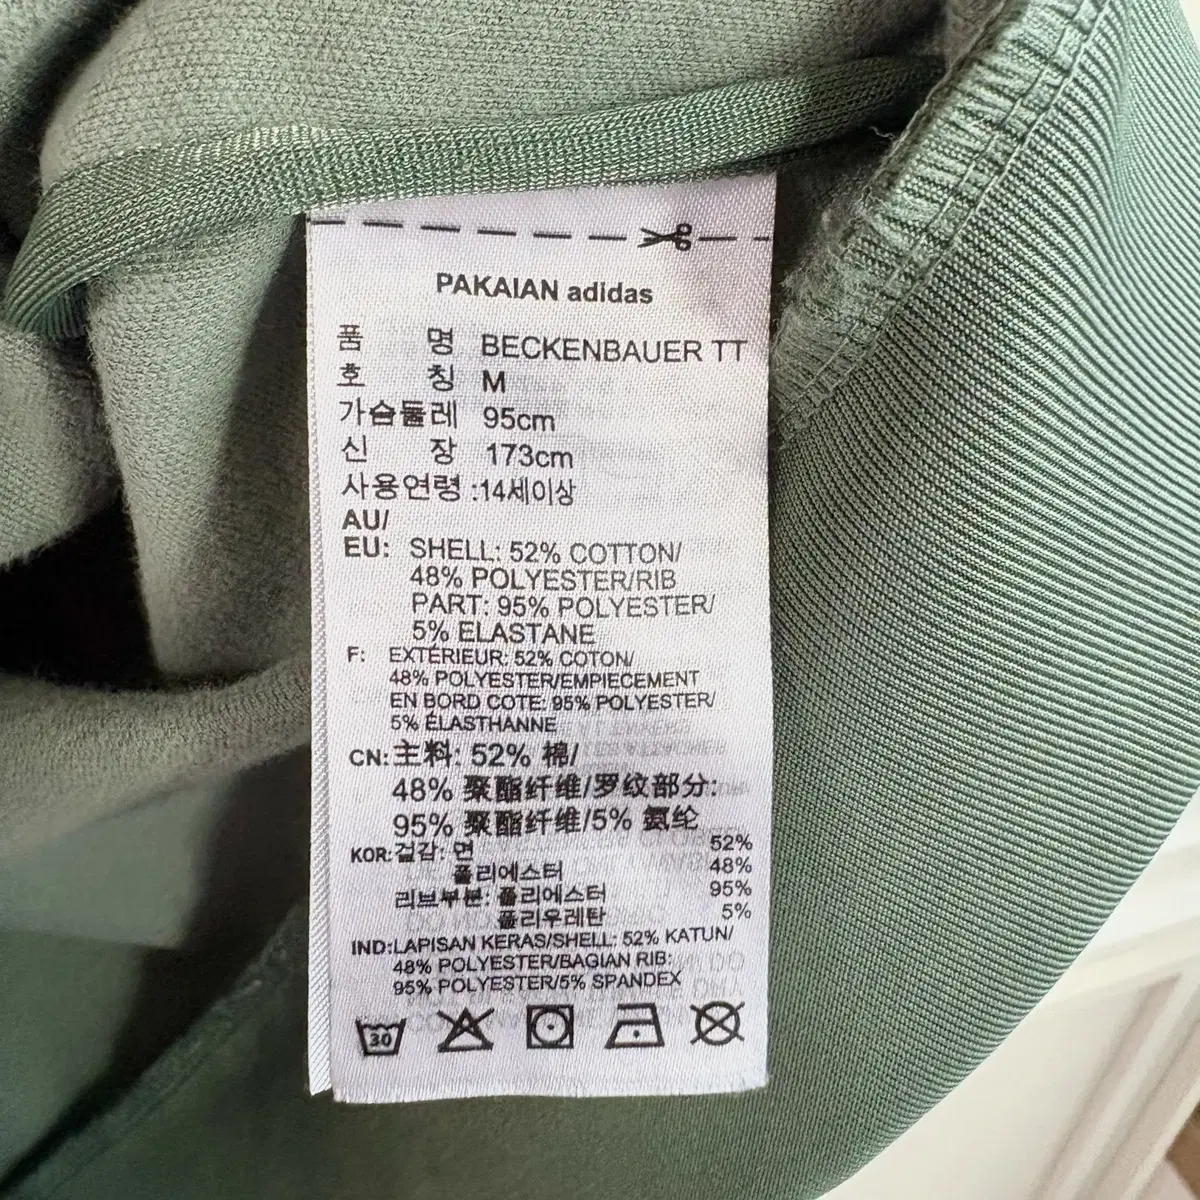 PAKAIAN adidas
품 명 BECKENBAUER TT
호 칭 M
가슴둘레 95cm
신 장 173cm
사용연령 :14세이상
AU/
EU: SHELL: 52% COTTON/
48% POLYESTER/RIB
PART: 95% POLYESTER/
5% ELASTANE
F: EXTÉRIEUR: 52% COTON/
48% POLYESTER/EMPIECEMENT
EN BORD COTE: 95% POLYESTER/
5% ÉLASTHANNE
CN: 主料: 52% 棉/
48% 聚酯纤维/罗纹部分:
95% 聚酯纤维/5% 氨纶
KOR: 겉감: 면 52%
폴리에스터 48%
리브부분: 폴리에스터 95%
폴리우레탄 5%
IND: LAPISAN KERAS/SHELL: 52% KATUN/
48% POLYESTER/BAGIAN RIB:
95% POLYESTER/5% SPANDEX
30